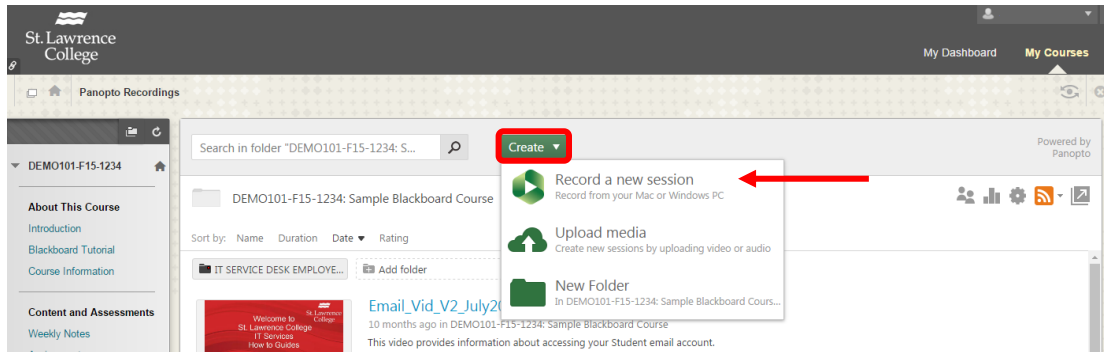 St. Lawrence
College
My Dashboard
My Courses
Panopto Recordings
DEMO101-F15-1234
About This Course
Introduction
Blackboard Tutorial
Course Information
Content and Assessments
Weekly Notes
Search in folder "DEMO101-F15-1234: S...
Create
Powered by
Panopto
DEMO101-F15-1234: Sample Blackboard Course
Record a new session
Record from your Mac or Windows PC
Upload media
Create new sessions by uploading video or audio
New Folder
In DEMO101-F15-1234: Sample Blackboard Cours...
Sort by: Name Duration Date Rating
IT SERVICE DESK EMPLOYE...
Add folder
St. Lawrence
College
Welcome to
St. Lawrence College
IT Services
How to Guides
Email_Vid_V2_July20
10 months ago in DEMO101-F15-1234: Sample Blackboard Course
This video provides information about accessing your Student email account.